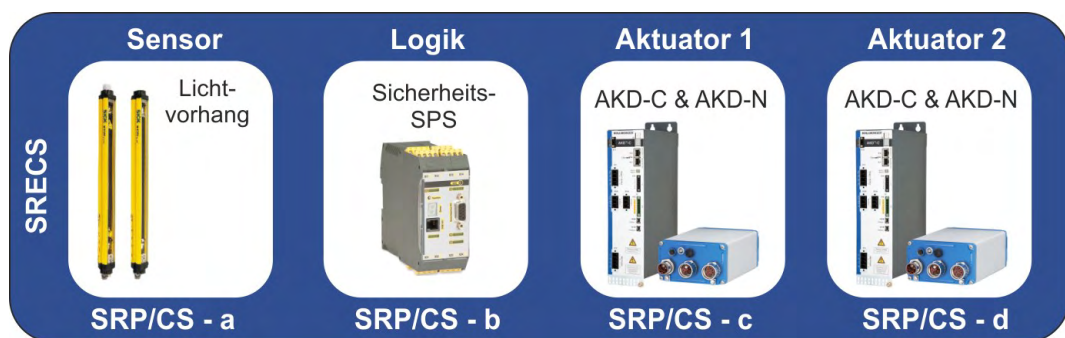 Sensor
Logik
Aktuator 1
Aktuator 2
SRECS
Licht-
vorhang
Sicherheits-
SPS
AKD-C & AKD-N
AKD-C & AKD-N
SRP/CS - a
SRP/CS - b
SRP/CS - c
SRP/CS - d